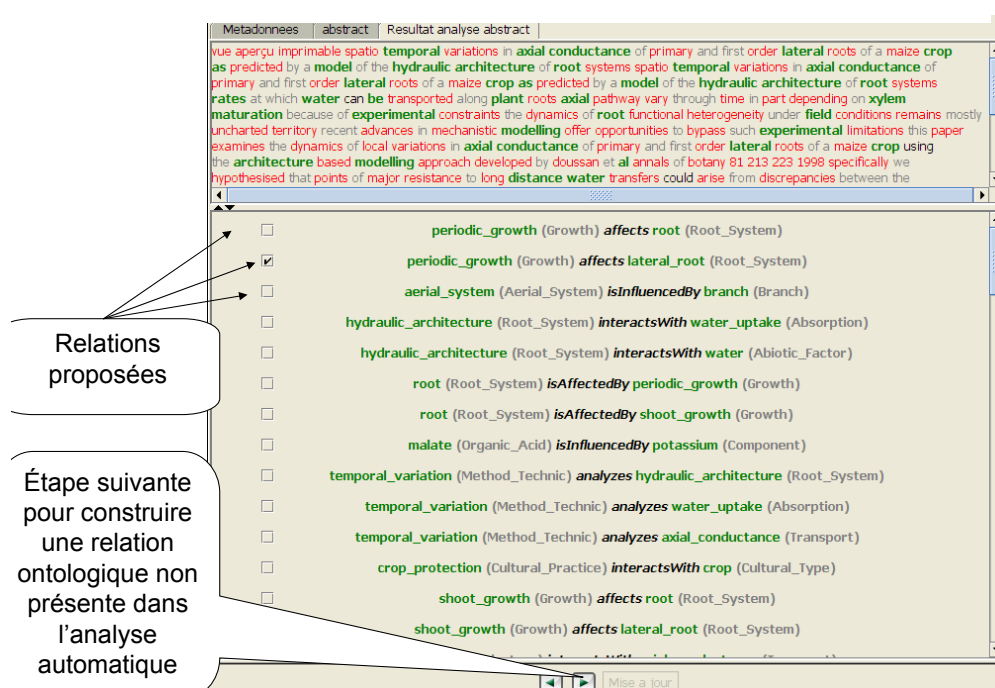 Metadonnees abstract Resultat analyse abstract
vue aperçu imprimable spatio temporal variations in axial conductance of primary and first order lateral roots of a maize crop
as predicted by a model of the hydraulic architecture of root systems spatio temporal variations in axial conductance of
primary and first order lateral roots of a maize crop as predicted by a model of the hydraulic architecture of root systems
rates at which water can be transported along plant roots axial pathway vary through time in part depending on xylem
maturation because of experimental constraints the dynamics of root functional heterogeneity under field conditions remains mostly
uncharted territory recent advances in mechanistic modelling offer opportunities to bypass such experimental limitations this paper
examines the dynamics of local variations in axial conductance of primary and first order lateral roots of a maize crop using
the architecture based modelling approach developed by doussan et al annals of botany 81 213 223 1998 specifically we
hypothesised that points of major resistance to long distance water transfers could arise from discrepancies between the
periodic_growth (Growth) affects root (Root_System)
periodic_growth (Growth) affects lateral_root (Root_System)
aerial_system (Aerial_System) isInfluencedBy branch (Branch)
hydraulic_architecture (Root_System) interactsWith water_uptake (Absorption)
hydraulic_architecture (Root_System) interactsWith water (Abiotic_Factor)
root (Root_System) isAffectedBy periodic_growth (Growth)
root (Root_System) isAffectedBy shoot_growth (Growth)
malate (Organic_Acid) isInfluencedBy potassium (Component)
temporal_variation (Method_Technic) analyzes hydraulic_architecture (Root_System)
temporal_variation (Method_Technic) analyzes water_uptake (Absorption)
temporal_variation (Method_Technic) analyzes axial_conductance (Transport)
crop_protection (Cultural_Practice) interactsWith crop (Cultural_Type)
shoot_growth (Growth) affects root (Root_System)
shoot_growth (Growth) affects lateral_root (Root_System)
Mise a jour
Relations
proposées
Étape suivante
pour construire
une relation
ontologique non
présente dans
l’analyse
automatique